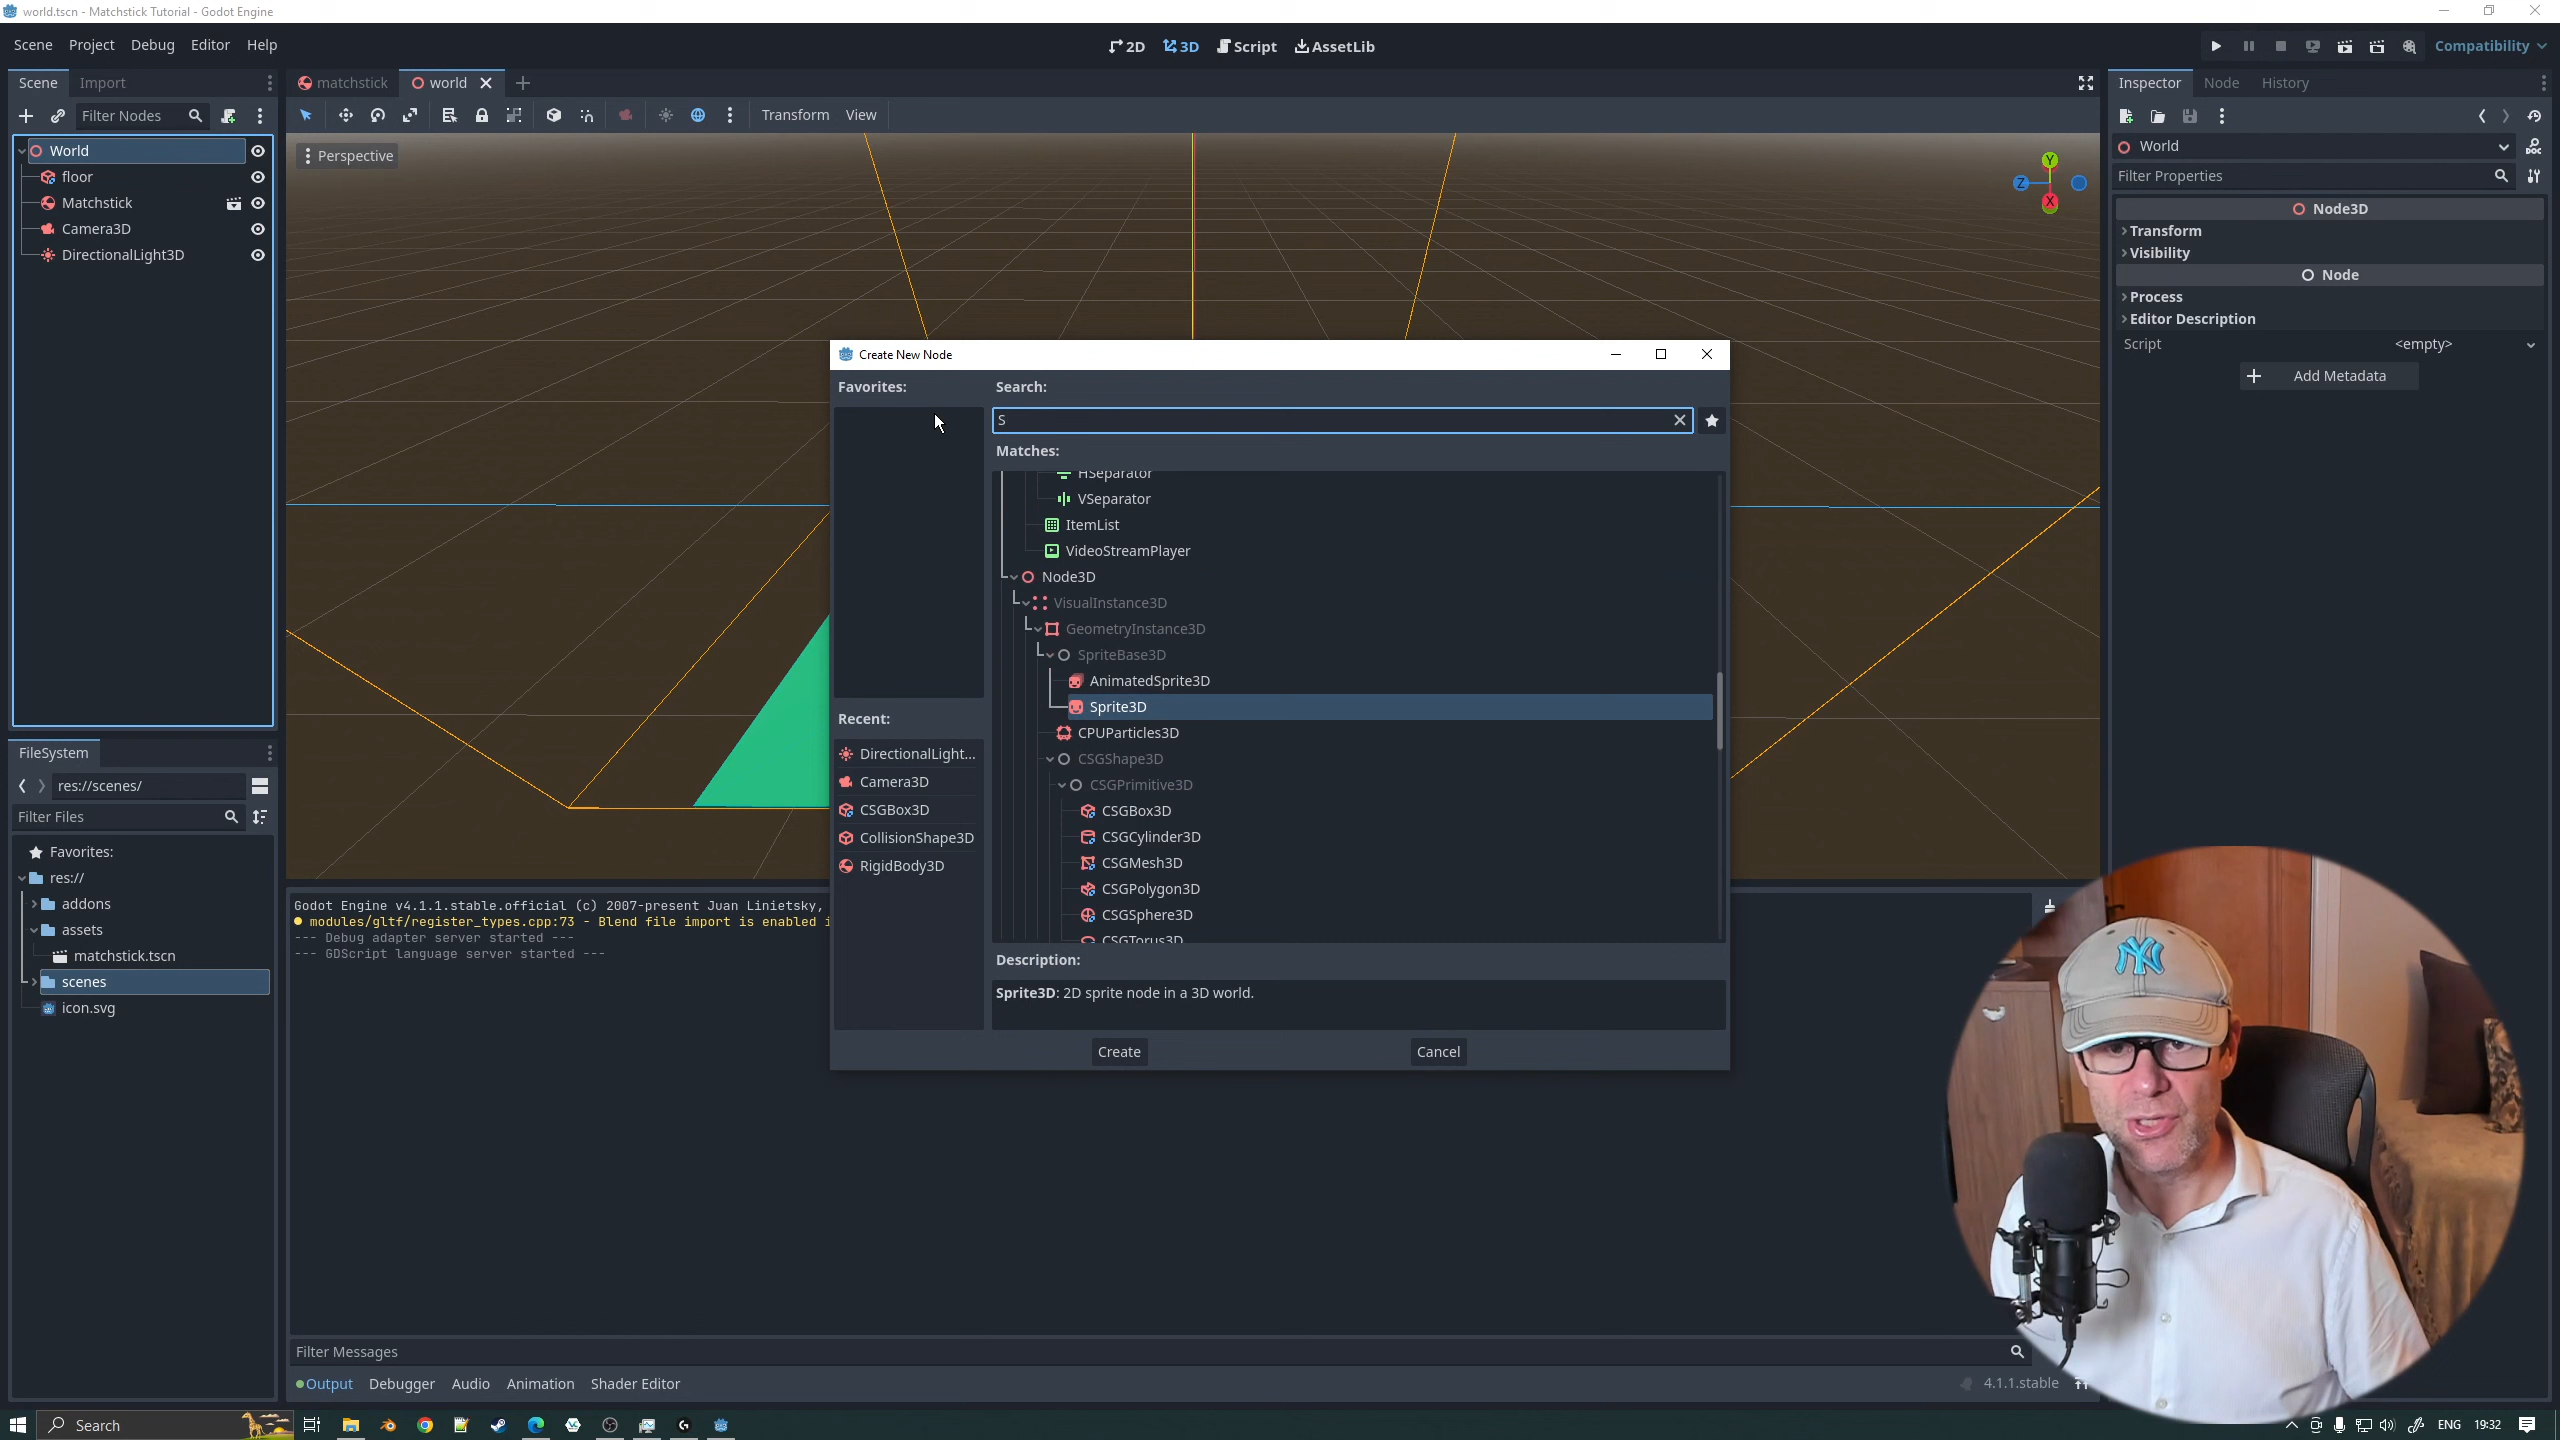 world.tscn - Matchstick Tutorial - Godot Engine
Scene
Project
Debug
Editor
Help
2D
3D
Script
AssetLib
Compatibility
Scene
Import
matchstick
world
Inspector
Node
History
Filter Nodes
Transform
View
Perspective
World
floor
Matchstick
Camera3D
DirectionalLight3D
Y
Z
X
World
Filter Properties
Node3D
Transform
Visibility
Node
Process
Editor Description
Script
<empty>
Add Metadata
Create New Node
Favorites:
Search:
S
Matches:
HSeparator
VSeparator
ItemList
VideoStreamPlayer
Node3D
VisualInstance3D
GeometryInstance3D
SpriteBase3D
AnimatedSprite3D
Sprite3D
CPUParticles3D
CSGShape3D
CSGPrimitive3D
CSGBox3D
CSGCylinder3D
CSGMesh3D
CSGPolygon3D
CSGSphere3D
CSGTorus3D
Recent:
DirectionalLight...
Camera3D
CSGBox3D
CollisionShape3D
RigidBody3D
Description:
Sprite3D: 2D sprite node in a 3D world.
Create
Cancel
FileSystem
res://scenes/
Filter Files
Favorites:
res://
addons
assets
matchstick.tscn
scenes
icon.svg
Godot Engine v4.1.1.stable.official (c) 2007-present Juan Linietsky,
modules/gltf/register_types.cpp:73 - Blend file import is enabled i
--- Debug adapter server started ---
--- GDScript language server started ---
Filter Messages
Output
Debugger
Audio
Animation
Shader Editor
4.1.1.stable
NY
Search
ENG
19:32